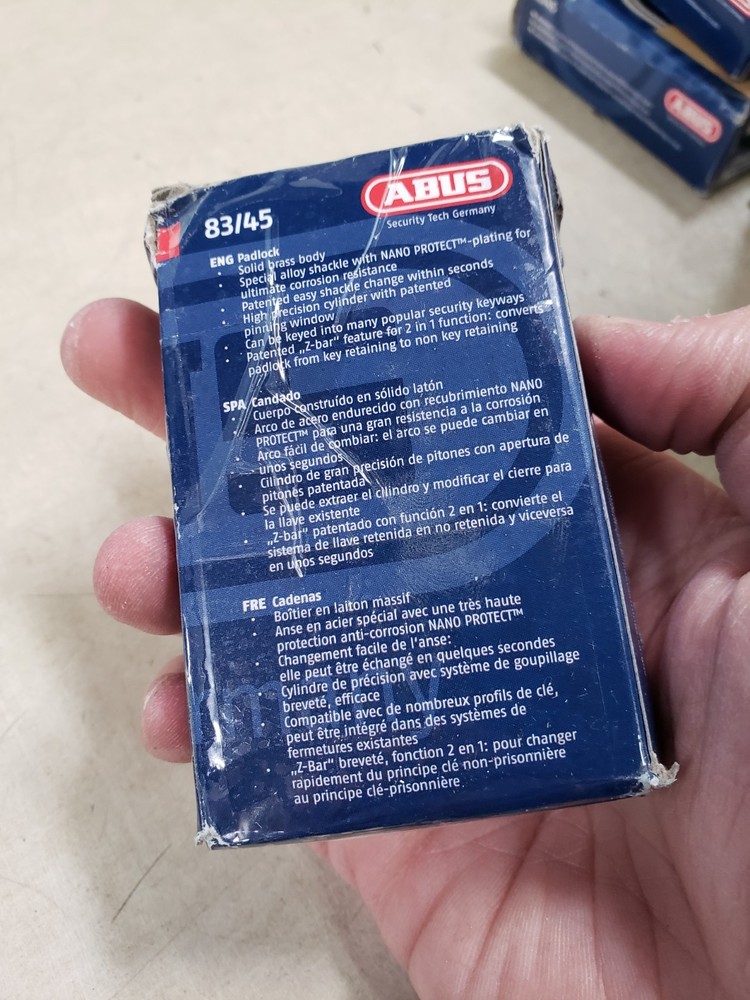 ABUS
ABUS
Security Tech Germany
83/45
ENG Padlock
· Solid brass body
· Special alloy shackle with NANO PROTECT™-plating for
ultimate corrosion resistance
· Patented easy shackle change within seconds
· High precision cylinder with patented
pinning window
· Can be keyed into many popular security keyways
· Patented „Z-bar“ feature for 2 in 1 function: converts
padlock from key retaining to non key retaining
SPA Candado
· Cuerpo construido en sólido latón
· Arco de acero endurecido con recubrimiento NANO
PROTECT™ para una gran resistencia a la corrosión
· Arco fácil de combiar: el arco se puede cambiar en
unos segundos
· Cilindro de gran precisión de pitones con apertura de
pitones patentada
· Se puede extraer el cilindro y modificar el cierre para
la llave existente
· „Z-bar“ patentado con función 2 en 1: convierte el
sistema de llave retenida en no retenida y viceversa
en unos segundos
FRE Cadenas
· Boîtier en laiton massif
· Anse en acier spécial avec une très haute
protection anti-corrosion NANO PROTECT™
· Changement facile de l'anse:
elle peut être échangé en quelques secondes
· Cylindre de précision avec système de goupillage
breveté, efficace
· Compatible avec de nombreux profils de clé,
peut être intégré dans des systèmes de
fermetures existantes
· „Z-Bar“ breveté, fonction 2 en 1: pour changer
rapidement du principe clé non-prisonnière
au principe clé-prisonnière